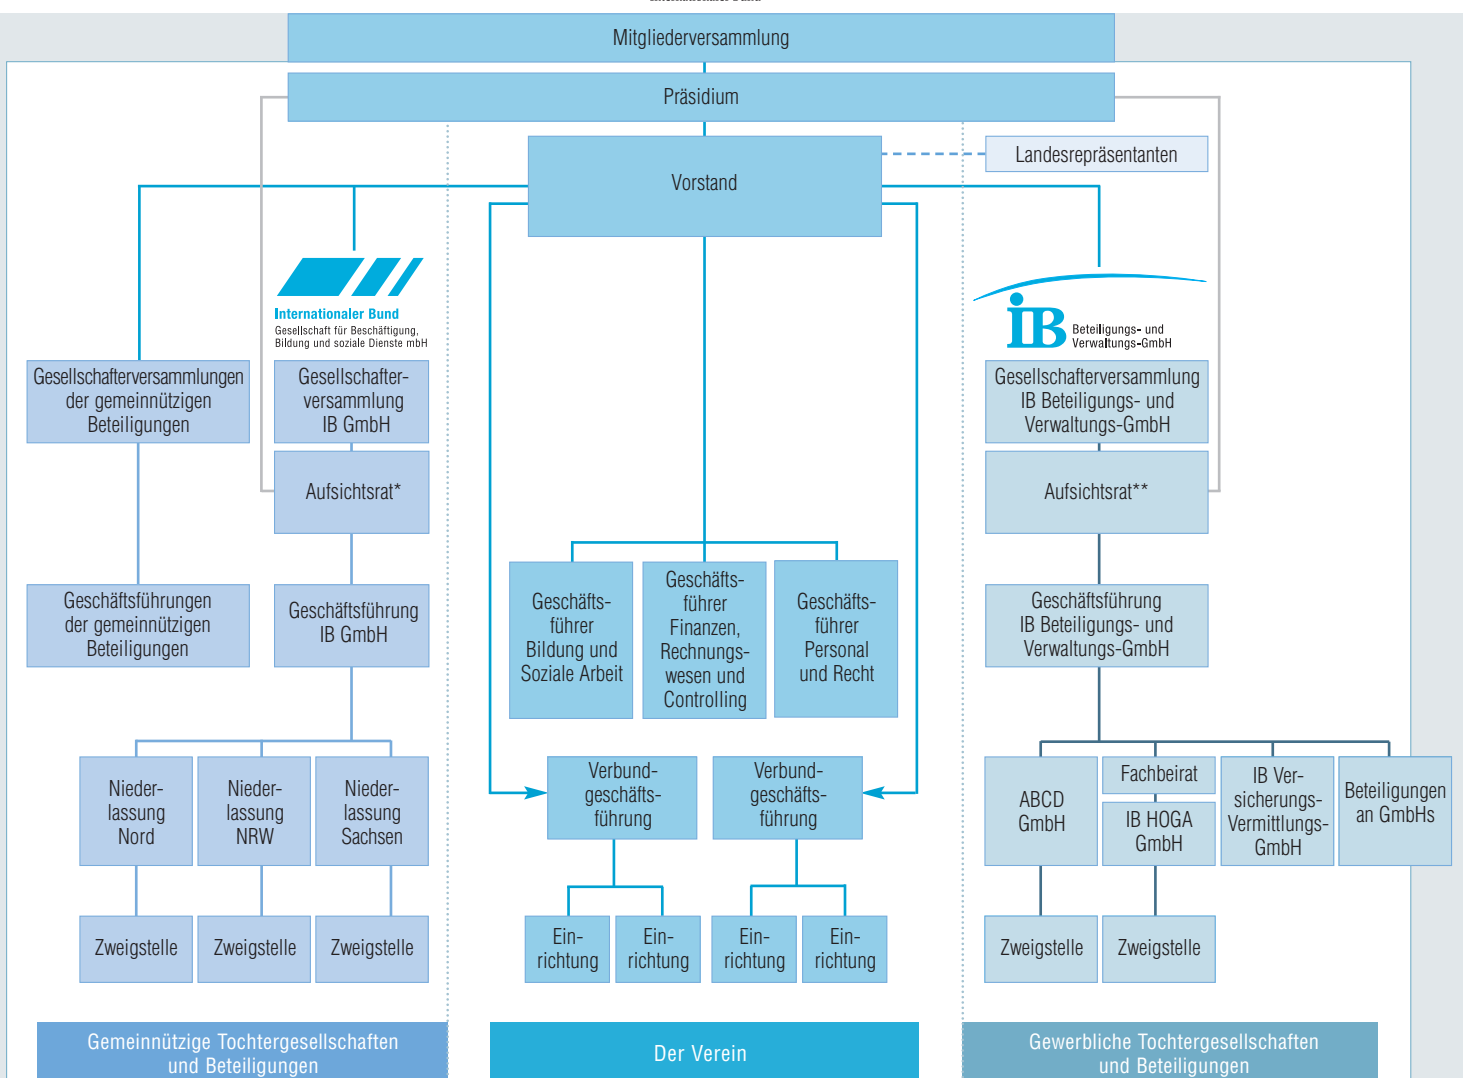 Mitgliederversammlung
Präsidium
Vorstand
Landesrepräsentanten
Internationaler Bund
Gesellschaft für Beschäftigung,
Bildung und soziale Dienste mbH
iB
Beteiligungs- und
Verwaltungs-GmbH
Gesellschafterversammlungen
der gemeinnützigen
Beteiligungen
Gesellschafter-
versammlung
IB GmbH
Gesellschafterversammlung
IB Beteiligungs- und
Verwaltungs-GmbH
Aufsichtsrat*
Aufsichtsrat**
Geschäftsführungen
der gemeinnützigen
Beteiligungen
Geschäftsführung
IB GmbH
Geschäfts-
führer
Bildung und
Soziale Arbeit
Geschäfts-
führer
Finanzen,
Rechnungs-
wesen und
Controlling
Geschäfts-
führer
Personal
und Recht
Geschäftsführung
IB Beteiligungs- und
Verwaltungs-GmbH
Nieder-
lassung
Nord
Nieder-
lassung
NRW
Nieder-
lassung
Sachsen
Verbund-
geschäfts-
führung
Verbund-
geschäfts-
führung
ABCD
GmbH
Fachbeirat
IB HOGA
GmbH
IB Ver-
sicherungs-
Vermittlungs-
GmbH
Beteiligungen
an GmbHs
Zweigstelle
Zweigstelle
Zweigstelle
Ein-
richtung
Ein-
richtung
Ein-
richtung
Ein-
richtung
Zweigstelle
Zweigstelle
Gemeinnützige Tochtergesellschaften
und Beteiligungen
Der Verein
Gewerbliche Tochtergesellschaften
und Beteiligungen